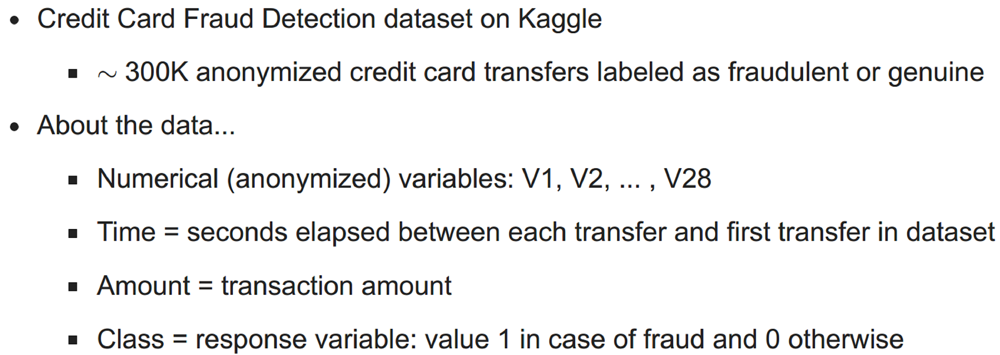 • Credit Card Fraud Detection dataset on Kaggle
▪ ~ 300K anonymized credit card transfers labeled as fraudulent or genuine
• About the data...
▪ Numerical (anonymized) variables: V1, V2, ... , V28
▪ Time = seconds elapsed between each transfer and first transfer in dataset
▪ Amount = transaction amount
▪ Class = response variable: value 1 in case of fraud and 0 otherwise